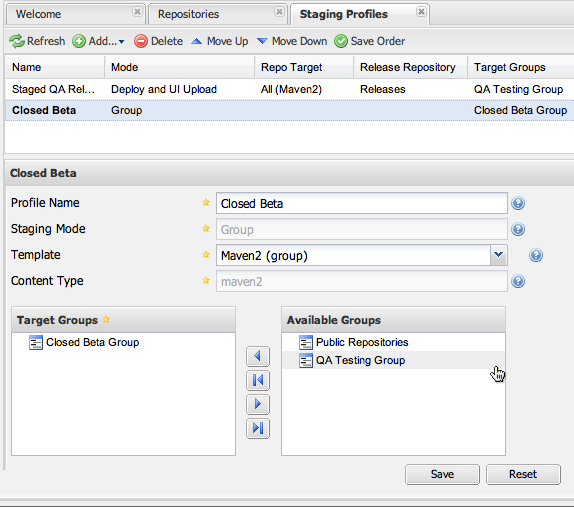 Welcome Repositories Staging Profiles
Refresh Add... Delete Move Up Move Down Save Order
Name Mode Repo Target Release Repository Target Groups
Staged QA Rel... Deploy and UI Upload All (Maven2) Releases QA Testing Group
Closed Beta Group Closed Beta Group
Closed Beta
Profile Name Closed Beta
Staging Mode Group
Template Maven2 (group)
Content Type maven2
Target Groups Available Groups
Closed Beta Group Public Repositories
QA Testing Group
Save Reset